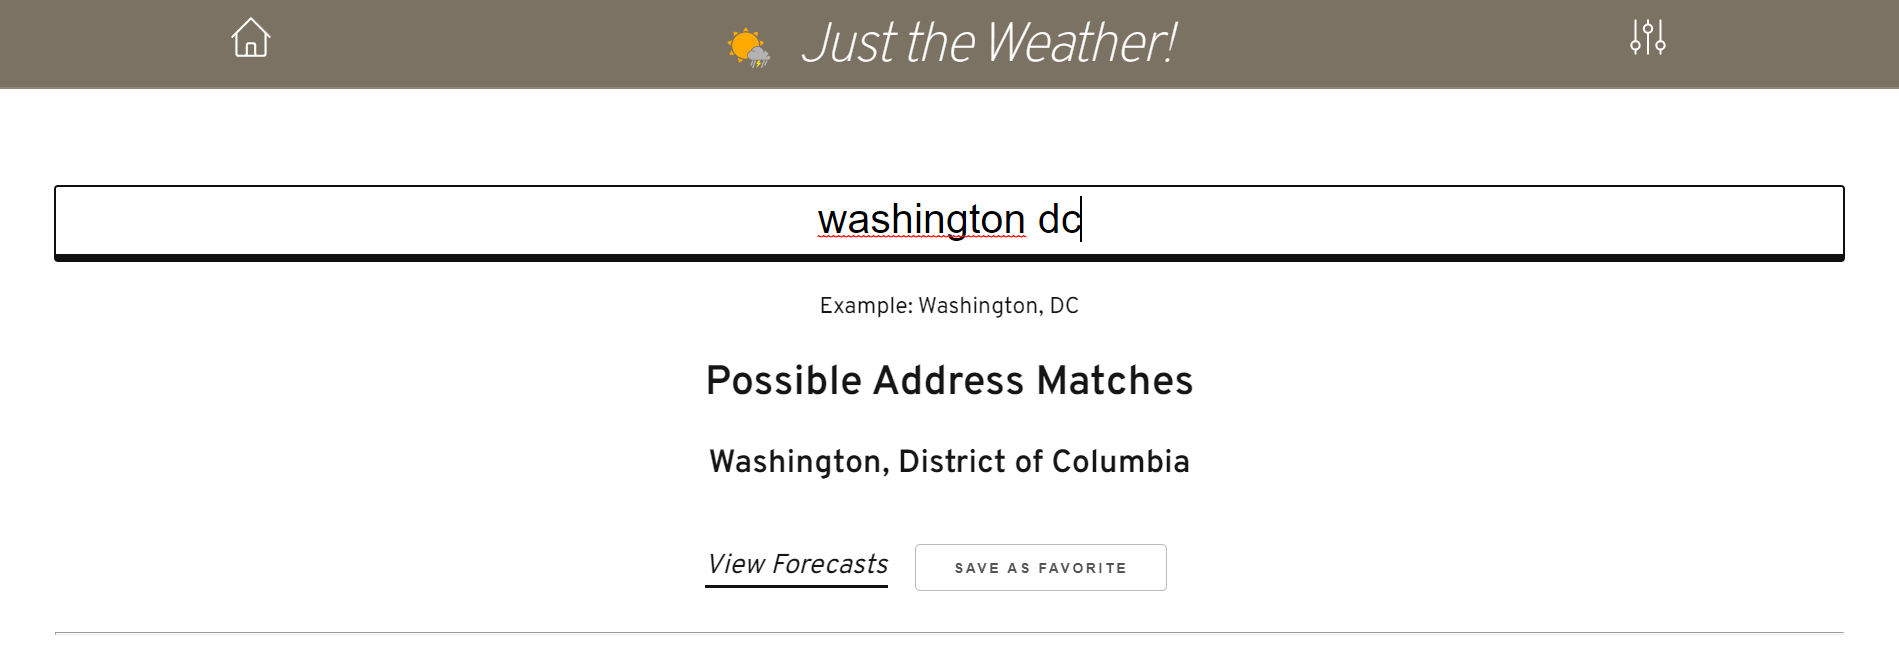 Just the Weather!
washington dc
Example: Washington, DC
Possible Address Matches
Washington, District of Columbia
View Forecasts SAVE AS FAVORITE